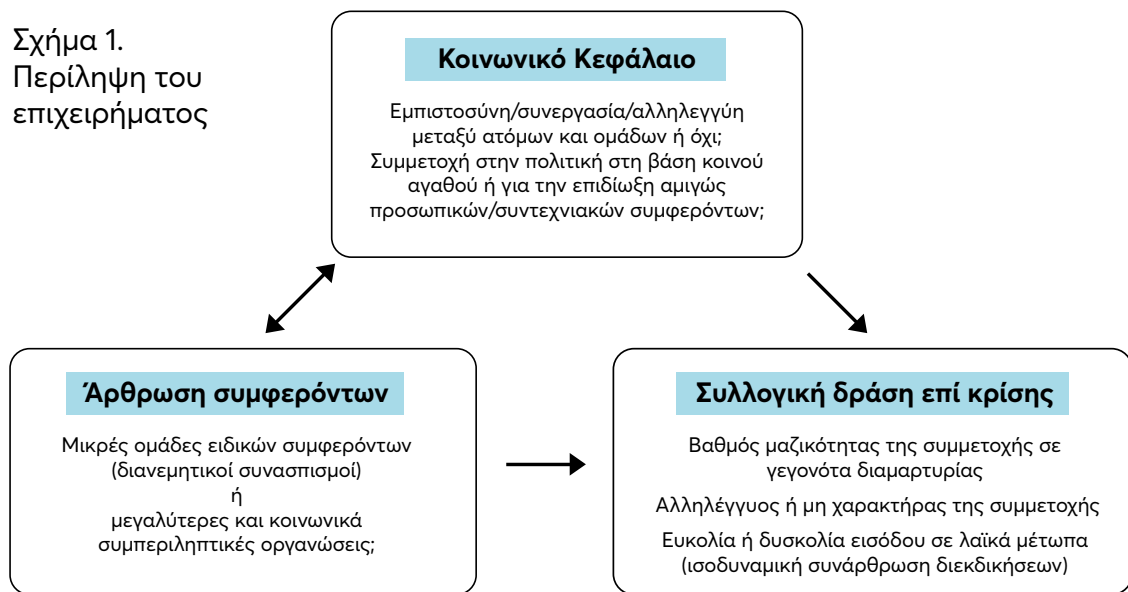 Σχήμα 1.
Περίληψη του
επιχειρήματος
Κοινωνικό Κεφάλαιο
Εμπιστοσύνη/συνεργασία/αλληλεγγύη
μεταξύ ατόμων και ομάδων ή όχι;
Συμμετοχή στην πολιτική στη βάση κοινού
αγαθού ή για την επιδίωξη αμιγώς
προσωπικών/συντεχνιακών συμφερόντων;
Άρθρωση συμφερόντων
Μικρές ομάδες ειδικών συμφερόντων
(διανεμητικοί συνασπισμοί)
ή
μεγαλύτερες και κοινωνικά
συμπεριληπτικές οργανώσεις;
Συλλογική δράση επί κρίσης
Βαθμός μαζικότητας της συμμετοχής σε
γεγονότα διαμαρτυρίας
Αλληλέγγυος ή μη χαρακτήρας της συμμετοχής
Ευκολία ή δυσκολία εισόδου σε λαϊκά μέτωπα
(ισοδυναμική συνάρθρωση διεκδικήσεων)